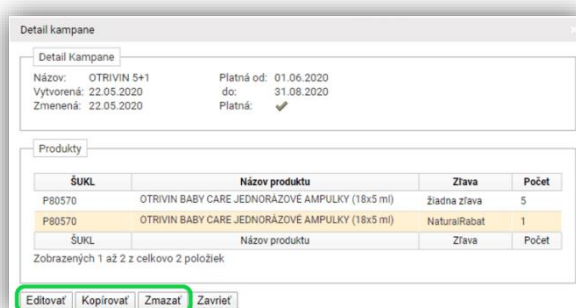 Detail kampane
Detail Kampane
Názov: OTRIVIN 5+1 Platná od: 01.06.2020
Vytvorená: 22.05.2020 do: 31.08.2020
Zmenená: 22.05.2020 Platná:
Produkty
ŠUKL Názov produktu Zľava Počet
P80570 OTRIVIN BABY CARE JEDNORÁZOVÉ AMPULKY (18x5 ml) žiadna zľava 5
P80570 OTRIVIN BABY CARE JEDNORÁZOVÉ AMPULKY (18x5 ml) NaturalRabat 1
ŠUKL Názov produktu Zľava Počet
Zobrazených 1 až 2 z celkovo 2 položiek
Editovať Kopírovať Zmazať Zavrieť